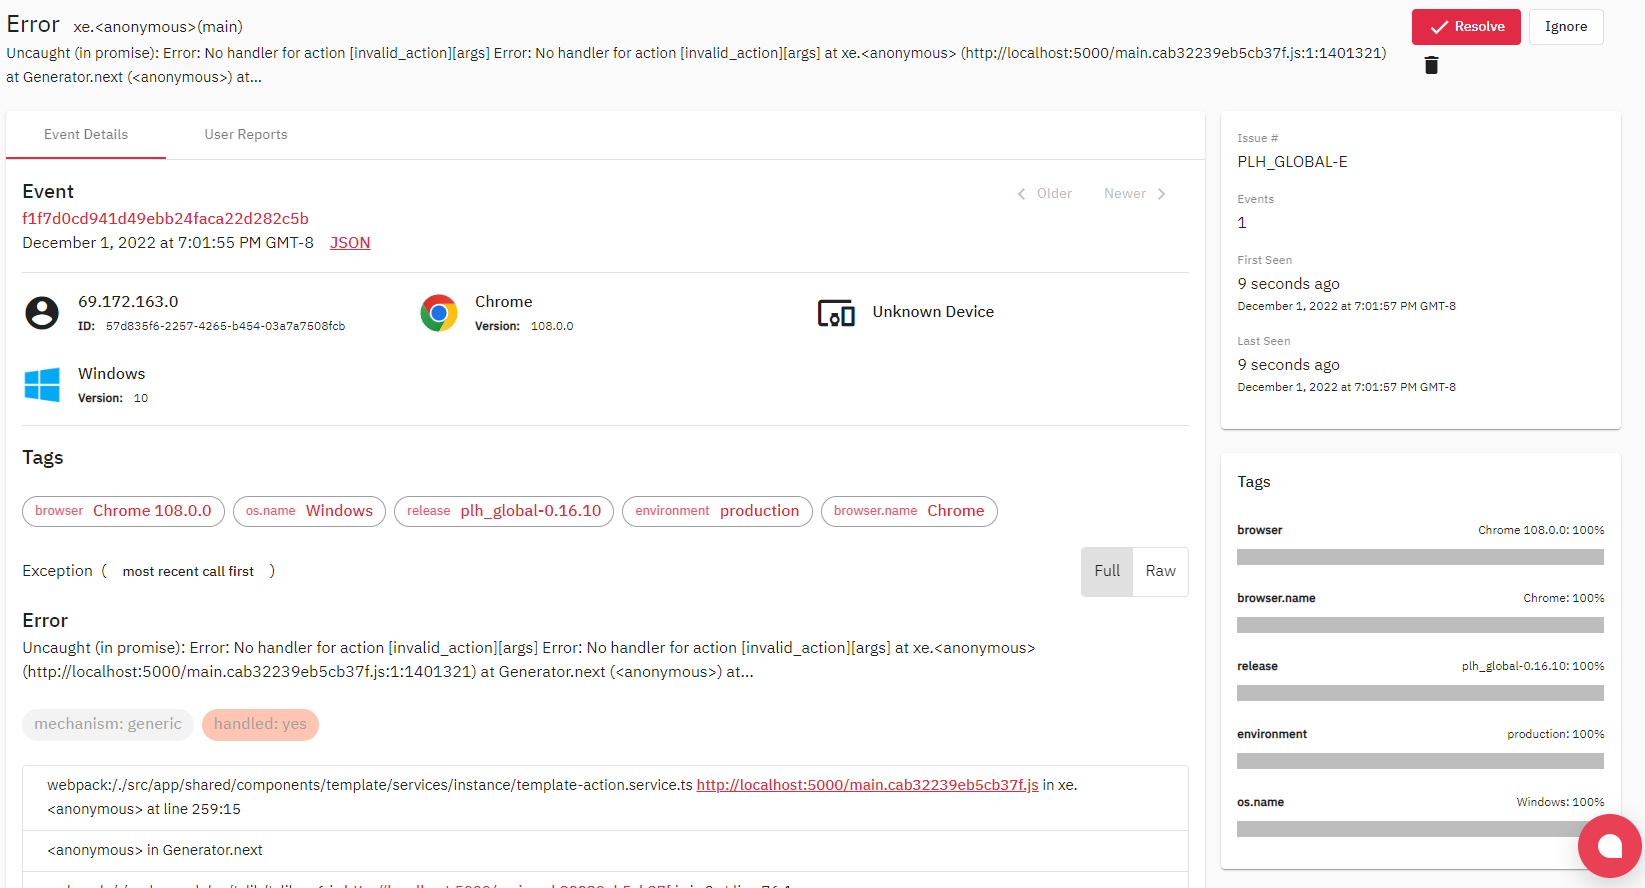 Error xe.<anonymous>(main)
Resolve
Ignore
Uncaught (in promise): Error: No handler for action [invalid_action][args] Error: No handler for action [invalid_action][args] at xe.<anonymous> (http://localhost:5000/main.cab32239eb5cb37f.js:1:1401321)
at Generator.next (<anonymous>) at...
Event Details
User Reports
Event
Older
Newer
f1f7d0cd941d49ebb24faca22d282c5b
December 1, 2022 at 7:01:55 PM GMT-8 JSON
69.172.163.0
ID: 57d835f6-2257-4265-b454-03a7a7508fcb
Chrome
Version: 108.0.0
Unknown Device
Windows
Version: 10
Tags
browser Chrome 108.0.0
os.name Windows
release plh_global-0.16.10
environment production
browser.name Chrome
Exception ( most recent call first )
Full
Raw
Error
Uncaught (in promise): Error: No handler for action [invalid_action][args] Error: No handler for action [invalid_action][args] at xe.<anonymous>
(http://localhost:5000/main.cab32239eb5cb37f.js:1:1401321) at Generator.next (<anonymous>) at...
mechanism: generic
handled: yes
webpack:/./src/app/shared/components/template/services/instance/template-action.service.ts http://localhost:5000/main.cab32239eb5cb37f.js in xe.
<anonymous> at line 259:15
<anonymous> in Generator.next
Issue #
PLH_GLOBAL-E
Events
1
First Seen
9 seconds ago
December 1, 2022 at 7:01:57 PM GMT-8
Last Seen
9 seconds ago
December 1, 2022 at 7:01:57 PM GMT-8
Tags
browser Chrome 108.0.0: 100%
browser.name Chrome: 100%
release plh_global-0.16.10: 100%
environment production: 100%
os.name Windows: 100%